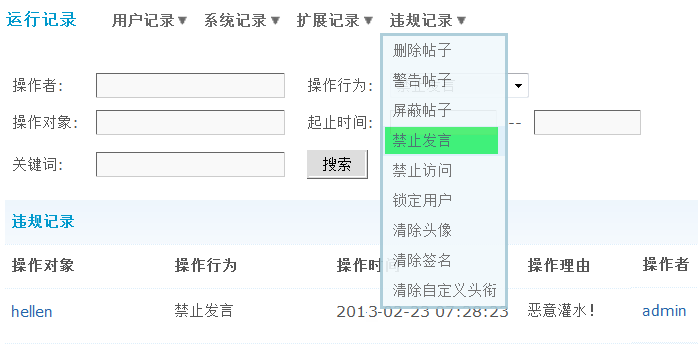 运行记录 用户记录▼ 系统记录▼ 扩展记录▼ 违规记录▼
删除帖子
警告帖子
屏蔽帖子
禁止发言
禁止访问
锁定用户
清除头像
清除签名
清除自定义头衔
操作者: 操作行为: 禁止发言
操作对象: 起止时间: --
关键词: 搜索
违规记录
操作对象 操作行为 操作时间 操作理由 操作者
hellen 禁止发言 2013-02-23 07:28:23 恶意灌水! admin